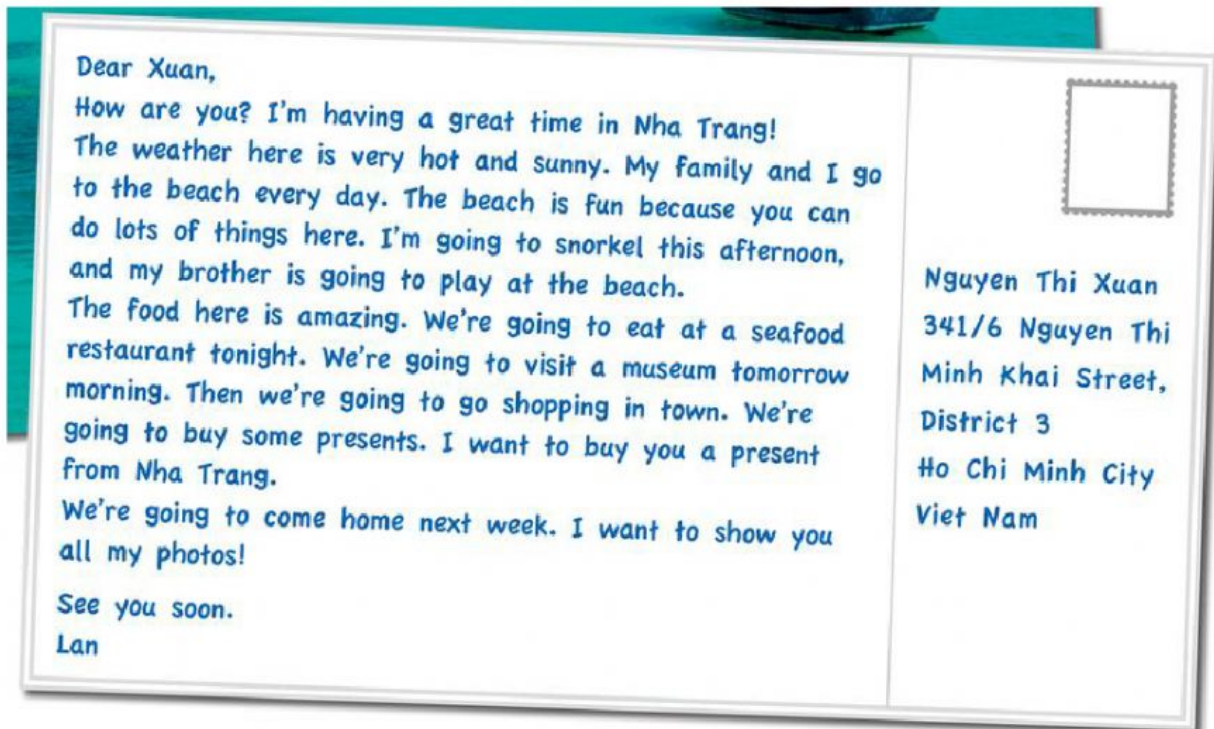 Dear Xuan,
How are you? I'm having a great time in Nha Trang!
The weather here is very hot and sunny. My family and I go
to the beach every day. The beach is fun because you can
do lots of things here. I'm going to snorkel this afternoon,
and my brother is going to play at the beach.
The food here is amazing. We're going to eat at a seafood
restaurant tonight. We're going to visit a museum tomorrow
morning. Then we're going to go shopping in town. We're
going to buy some presents. I want to buy you a present
from Nha Trang.
We're going to come home next week. I want to show you
all my photos!
See you soon.
Lan
Nguyen Thi Xuan
341/6 Nguyen Thi
Minh Khai Street,
District 3
Ho Chi Minh City
Viet Nam